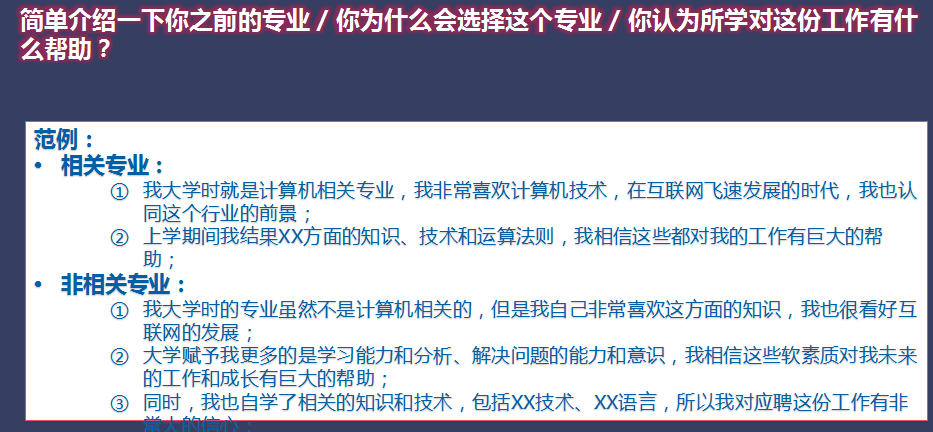 简单介绍一下你之前的专业 / 你为什么会选择这个专业 / 你认为所学对这份工作有什
么帮助？
范例：
• 相关专业：
① 我大学时就是计算机相关专业，我非常喜欢计算机技术，在互联网飞速发展的时代，我也认
同这个行业的前景；
② 上学期间我结果XX方面的知识、技术和运算法则，我相信这些都对我的工作有巨大的帮
助；
• 非相关专业：
① 我大学时的专业虽然不是计算机相关的，但是我自己非常喜欢这方面的知识，我也很看好互
联网的发展；
② 大学赋予我更多的是学习能力和分析、解决问题的能力和意识，我相信这些软素质对我未来
的工作和成长有巨大的帮助；
③ 同时，我也自学了相关的知识和技术，包括XX技术、XX语言，所以我对应聘这份工作有非
常大的信心；